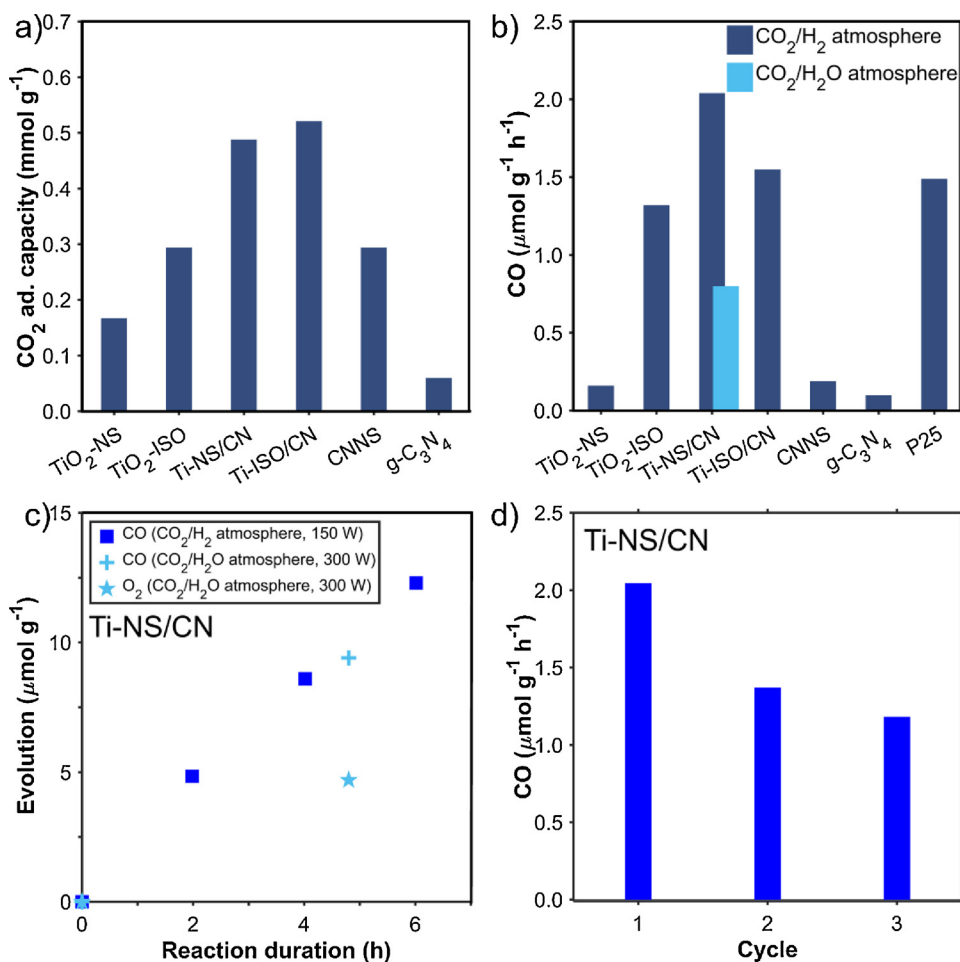 a)
CO2 ad. capacity (mmol g-1)
0.7
0.6
0.5
0.4
0.3
0.2
0.1
0.0
TiO2-NS
TiO2-ISO
Ti-NS/CN
Ti-ISO/CN
CNNS
g-C3N4
b)
CO2/H2 atmosphere
CO2/H2O atmosphere
CO (μmol g-1 h-1)
2.5
2.0
1.5
1.0
0.5
0.0
TiO2-NS
TiO2-ISO
Ti-NS/CN
Ti-ISO/CN
CNNS
g-C3N4
P25
c)
CO (CO2/H2 atmosphere, 150 W)
CO (CO2/H2O atmosphere, 300 W)
O2 (CO2/H2O atmosphere, 300 W)
Ti-NS/CN
Evolution (μmol g-1)
15
10
5
0
0 2 4 6
Reaction duration (h)
d)
Ti-NS/CN
CO (μmol g-1 h-1)
2.5
2.0
1.5
1.0
0.5
0.0
1 2 3
Cycle